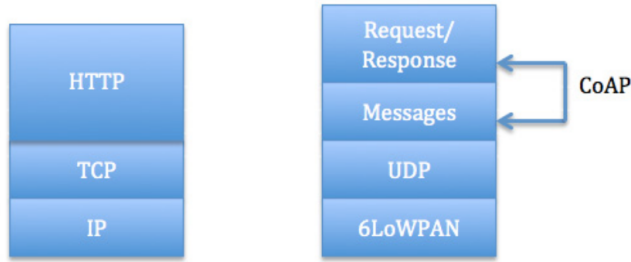 HTTP
TCP
IP
Request/
Response
Messages
UDP
6LoWPAN
CoAP